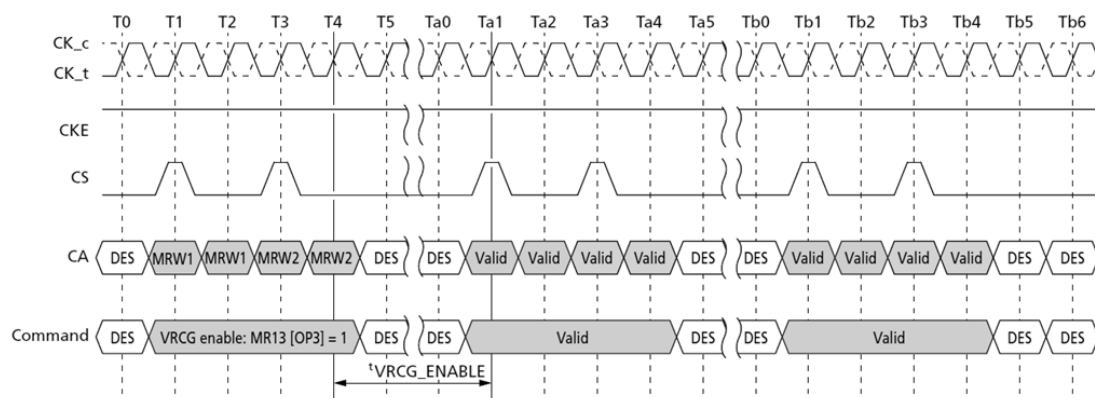 T0 T1 T2 T3 T4 T5 Ta0 Ta1 Ta2 Ta3 Ta4 Ta5 Tb0 Tb1 Tb2 Tb3 Tb4 Tb5 Tb6
CK_c
CK_t
CKE
CS
CA DES MRW1 MRW1 MRW2 MRW2 DES DES Valid Valid Valid Valid DES DES Valid Valid Valid Valid DES DES
Command DES VRCG enable: MR13 [OP3] = 1 DES DES Valid DES DES Valid DES DES
tVRCG_ENABLE